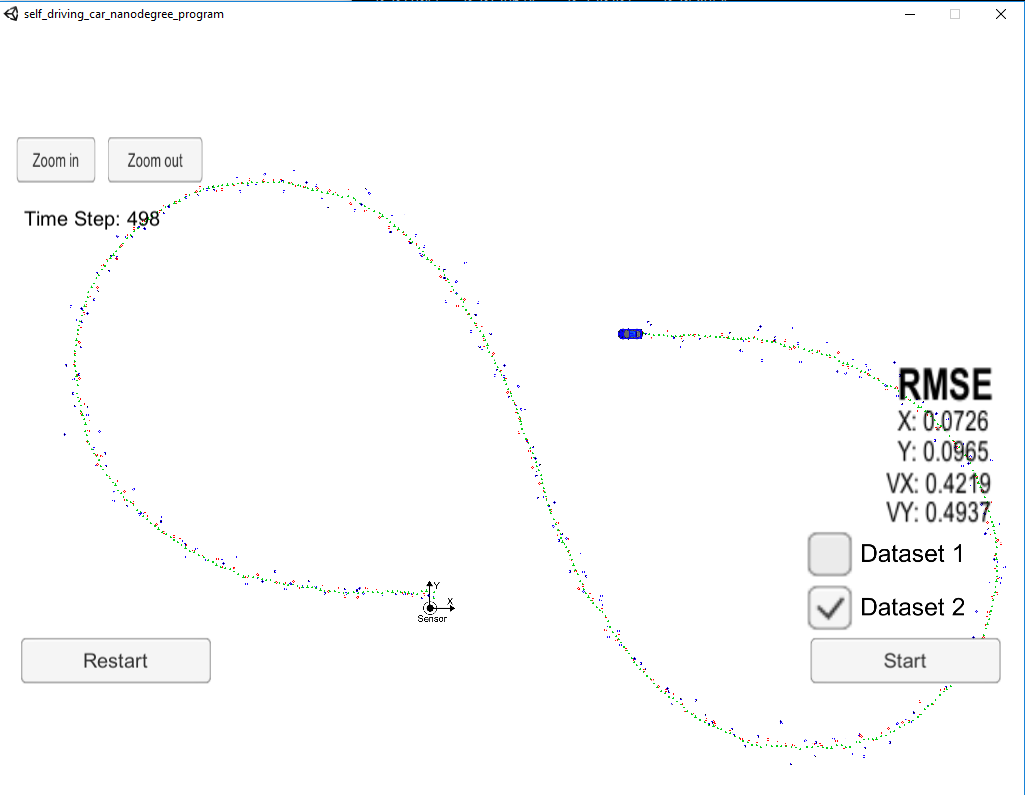 self_driving_car_nanodegree_program
Zoom in
Zoom out
Time Step: 498
RMSE
X: 0.0726
Y: 0.0965
VX: 0.4219
VY: 0.4937
Dataset 1
Y
X
Sensor
Dataset 2
Restart
Start